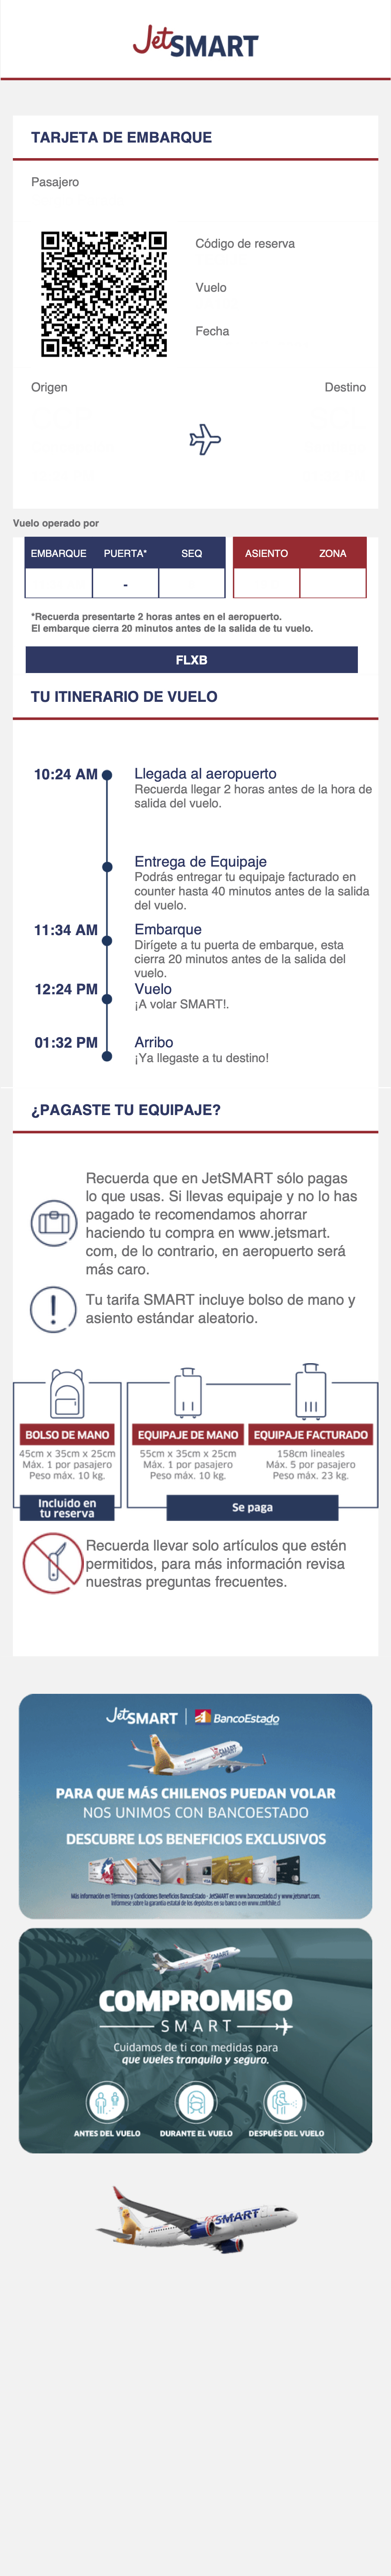 JetSMART
TARJETA DE EMBARQUE
Pasajero
Código de reserva
Vuelo
Fecha
Origen
Destino
Vuelo operado por
EMBARQUE PUERTA* SEQ ASIENTO ZONA
-
*Recuerda presentarte 2 horas antes en el aeropuerto.
El embarque cierra 20 minutos antes de la salida de tu vuelo.
FLXB
TU ITINERARIO DE VUELO
10:24 AM Llegada al aeropuerto
Recuerda llegar 2 horas antes de la hora de
salida del vuelo.
Entrega de Equipaje
Podrás entregar tu equipaje facturado en
counter hasta 40 minutos antes de la salida
del vuelo.
11:34 AM Embarque
Dirígete a tu puerta de embarque, esta
cierra 20 minutos antes de la salida del
vuelo.
12:24 PM Vuelo
¡A volar SMART!.
01:32 PM Arribo
¡Ya llegaste a tu destino!
¿PAGASTE TU EQUIPAJE?
Recuerda que en JetSMART sólo pagas
lo que usas. Si llevas equipaje y no lo has
pagado te recomendamos ahorrar
haciendo tu compra en www.jetsmart.
com, de lo contrario, en aeropuerto será
más caro.
Tu tarifa SMART incluye bolso de mano y
asiento estándar aleatorio.
BOLSO DE MANO
45cm x 35cm x 25cm
Máx. 1 por pasajero
Peso máx. 10 kg.
Incluido en
tu reserva
EQUIPAJE DE MANO
55cm x 35cm x 25cm
Máx. 1 por pasajero
Peso máx. 10 kg.
EQUIPAJE FACTURADO
158cm lineales
Máx. 5 por pasajero
Peso máx. 23 kg.
Se paga
Recuerda llevar solo artículos que estén
permitidos, para más información revisa
nuestras preguntas frecuentes.
JetSMART BancoEstado
PARA QUE MÁS CHILENOS PUEDAN VOLAR
NOS UNIMOS CON BANCOESTADO
DESCUBRE LOS BENEFICIOS EXCLUSIVOS
Más información en Términos y Condiciones Beneficios BancoEstado - JetSMART en www.bancoestado.cl y www.jetsmart.com.
Infórmese sobre la garantía estatal de los depósitos en su banco o en www.cmfchile.cl
COMPROMISO
SMART
Cuidamos de ti con medidas para
que vueles tranquilo y seguro.
ANTES DEL VUELO
DURANTE EL VUELO
DESPUÉS DEL VUELO
JetSMART